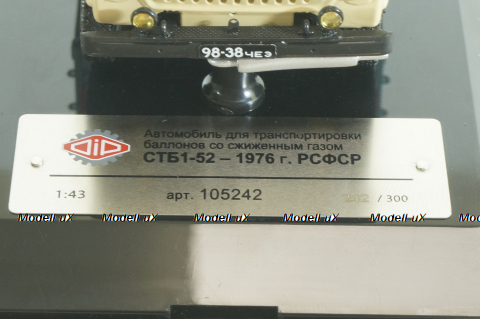 98-38 ЧЕЭ
DiP
Автомобиль для транспортировки
баллонов со сжиженным газом
СТБ1-52 – 1976 г. РСФСР
1:43 арт. 105242 / 300
Modell-uX Modell-uX Modell-uX Modell-uX Modell-uX